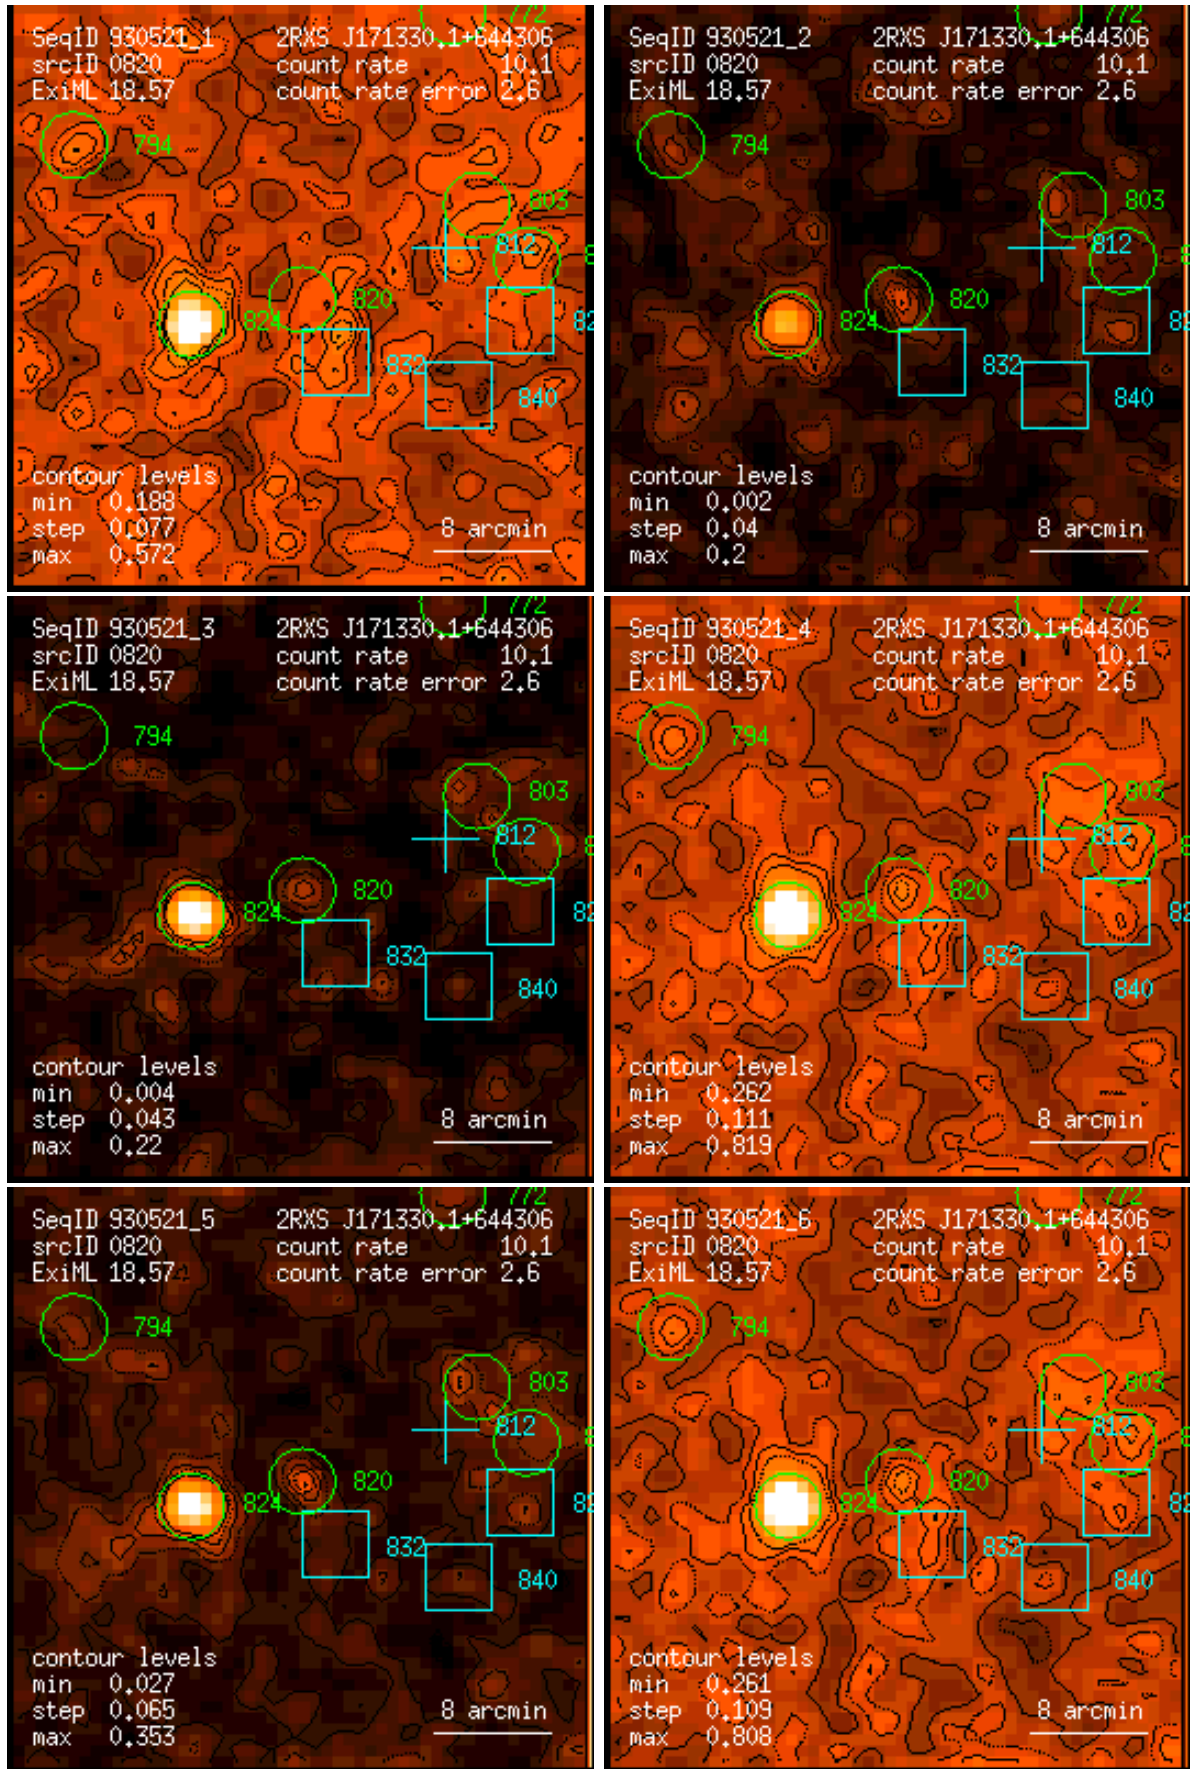 772
SeqID 930521_1 2RXS J171330.1+644306
srcID 0820 count rate 10.1
ExiML 18.57 count rate error 2.6
794
803
812
820
824
832
840
contour levels
min 0.188
step 0.077 8 arcmin
max 0.572
772
SeqID 930521_2 2RXS J171330.1+644306
srcID 0820 count rate 10.1
ExiML 18.57 count rate error 2.6
794
803
812
820
824
832
840
contour levels
min 0.002
step 0.04 8 arcmin
max 0.2
772
SeqID 930521_3 2RXS J171330.1+644306
srcID 0820 count rate 10.1
ExiML 18.57 count rate error 2.6
794
803
812
820
824
832
840
contour levels
min 0.004
step 0.043 8 arcmin
max 0.22
772
SeqID 930521_4 2RXS J171330.1+644306
srcID 0820 count rate 10.1
ExiML 18.57 count rate error 2.6
794
803
812
820
824
832
840
contour levels
min 0.262
step 0.111 8 arcmin
max 0.819
772
SeqID 930521_5 2RXS J171330.1+644306
srcID 0820 count rate 10.1
ExiML 18.57 count rate error 2.6
794
803
812
820
824
832
840
contour levels
min 0.027
step 0.065 8 arcmin
max 0.353
772
SeqID 930521_6 2RXS J171330.1+644306
srcID 0820 count rate 10.1
ExiML 18.57 count rate error 2.6
794
803
812
820
824
832
840
contour levels
min 0.261
step 0.109 8 arcmin
max 0.808